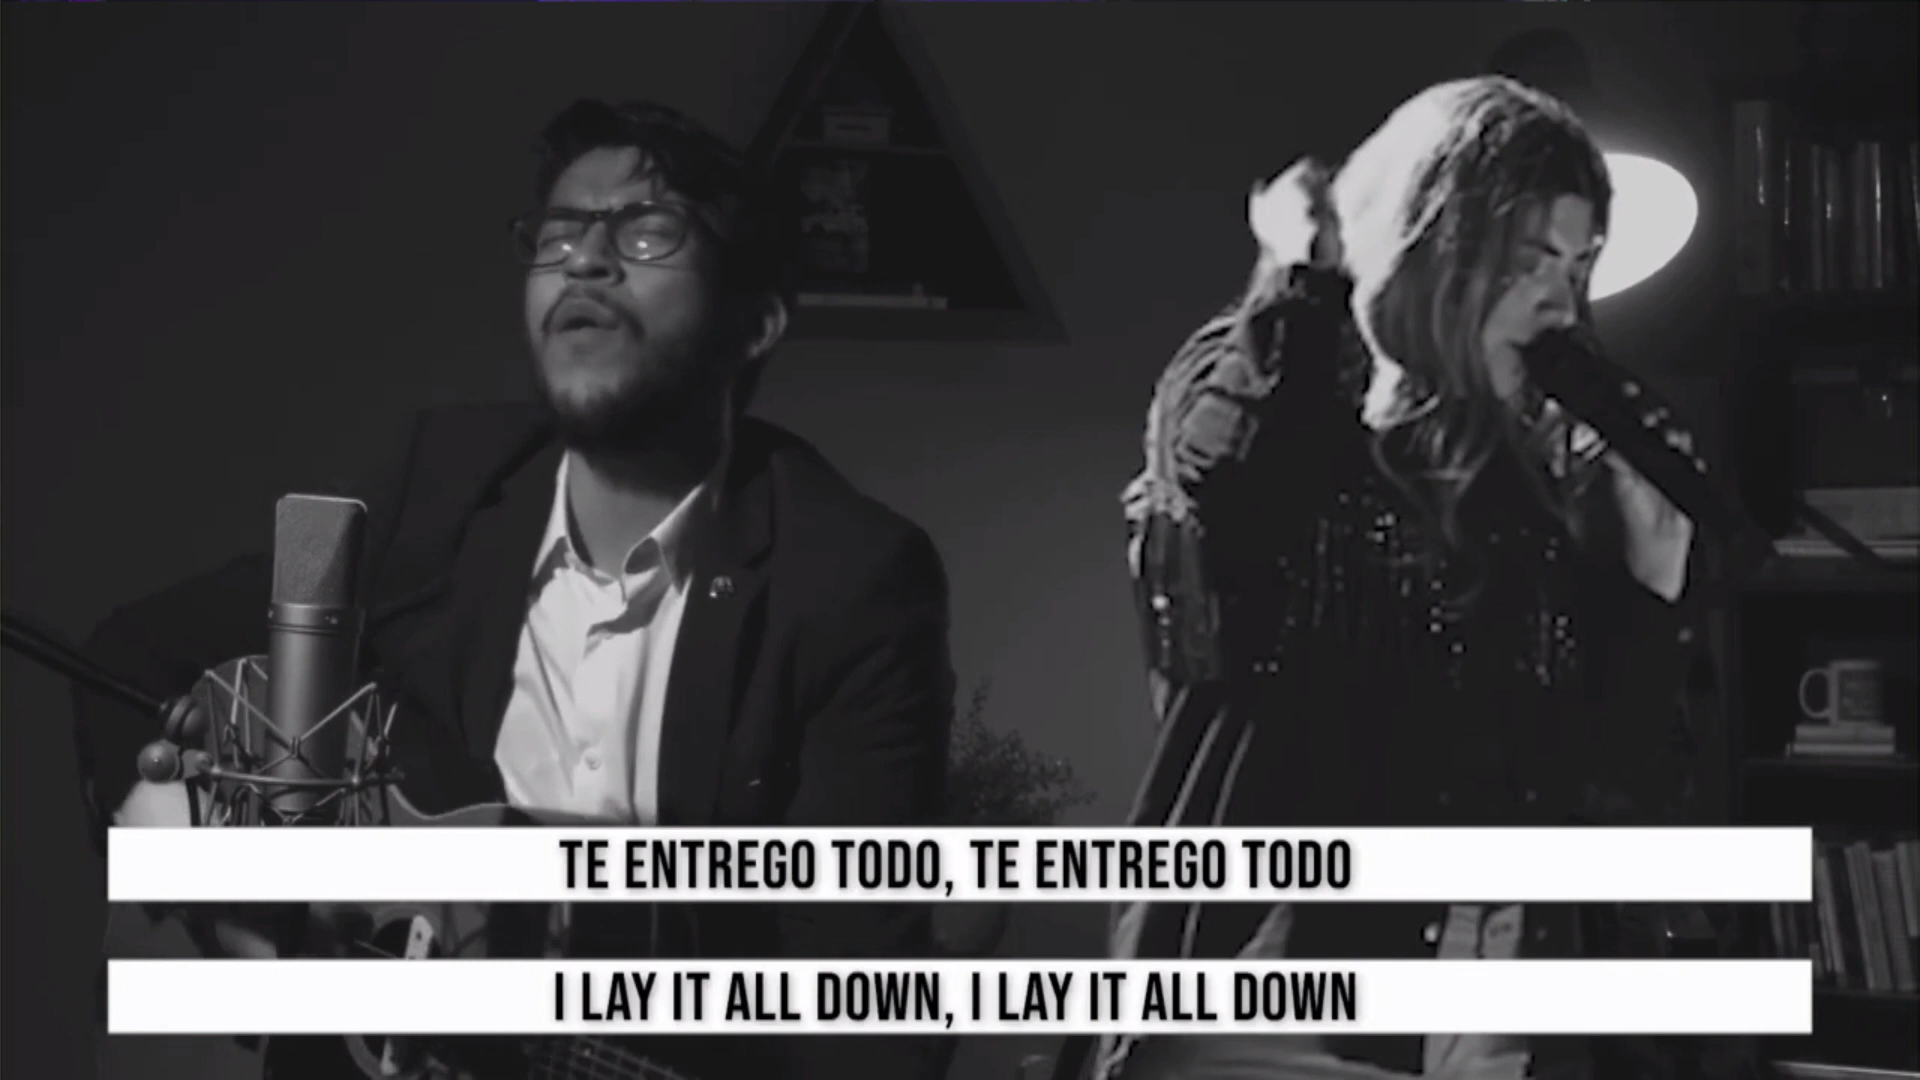 TE ENTREGO TODO, TE ENTREGO TODO
I LAY IT ALL DOWN, I LAY IT ALL DOWN